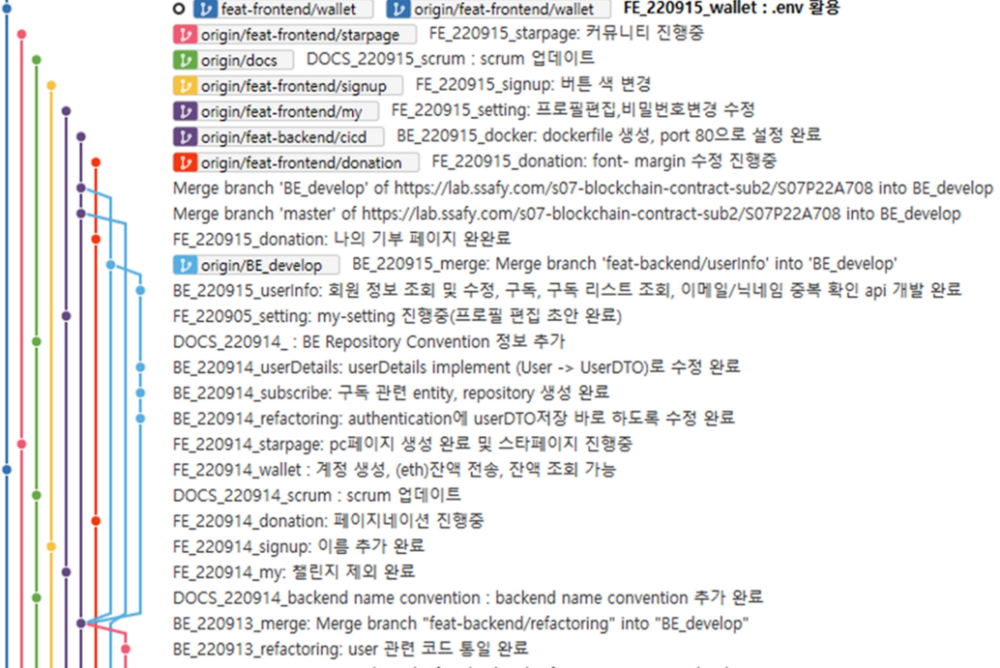 feat-frontend/wallet origin/feat-frontend/wallet FE_220915_wallet : .env 활용
origin/feat-frontend/starpage FE_220915_starpage: 커뮤니티 진행중
origin/docs DOCS_220915_scrum : scrum 업데이트
origin/feat-frontend/signup FE_220915_signup: 버튼 색 변경
origin/feat-frontend/my FE_220915_setting: 프로필편집,비밀번호변경 수정
origin/feat-backend/cicd BE_220915_docker: dockerfile 생성, port 80으로 설정 완료
origin/feat-frontend/donation FE_220915_donation: font- margin 수정 진행중
Merge branch 'BE_develop' of https://lab.ssafy.com/s07-blockchain-contract-sub2/S07P22A708 into BE_develop
Merge branch 'master' of https://lab.ssafy.com/s07-blockchain-contract-sub2/S07P22A708 into BE_develop
FE_220915_donation: 나의 기부 페이지 완완료
origin/BE_develop BE_220915_merge: Merge branch 'feat-backend/userInfo' into 'BE_develop'
BE_220915_userInfo: 회원 정보 조회 및 수정, 구독, 구독 리스트 조회, 이메일/닉네임 중복 확인 api 개발 완료
FE_220905_setting: my-setting 진행중(프로필 편집 초안 완료)
DOCS_220914_ : BE Repository Convention 정보 추가
BE_220914_userDetails: userDetails implement (User -> UserDTO)로 수정 완료
BE_220914_subscribe: 구독 관련 entity, repository 생성 완료
BE_220914_refactoring: authentication에 userDTO저장 바로 하도록 수정 완료
FE_220914_starpage: pc페이지 생성 완료 및 스타페이지 진행중
FE_220914_wallet : 계정 생성, (eth)잔액 전송, 잔액 조회 가능
DOCS_220914_scrum : scrum 업데이트
FE_220914_donation: 페이지네이션 진행중
FE_220914_signup: 이름 추가 완료
FE_220914_my: 챌린지 제외 완료
DOCS_220914_backend name convention : backend name convention 추가 완료
BE_220913_merge: Merge branch "feat-backend/refactoring" into "BE_develop"
BE_220913_refactoring: user 관련 코드 통일 완료